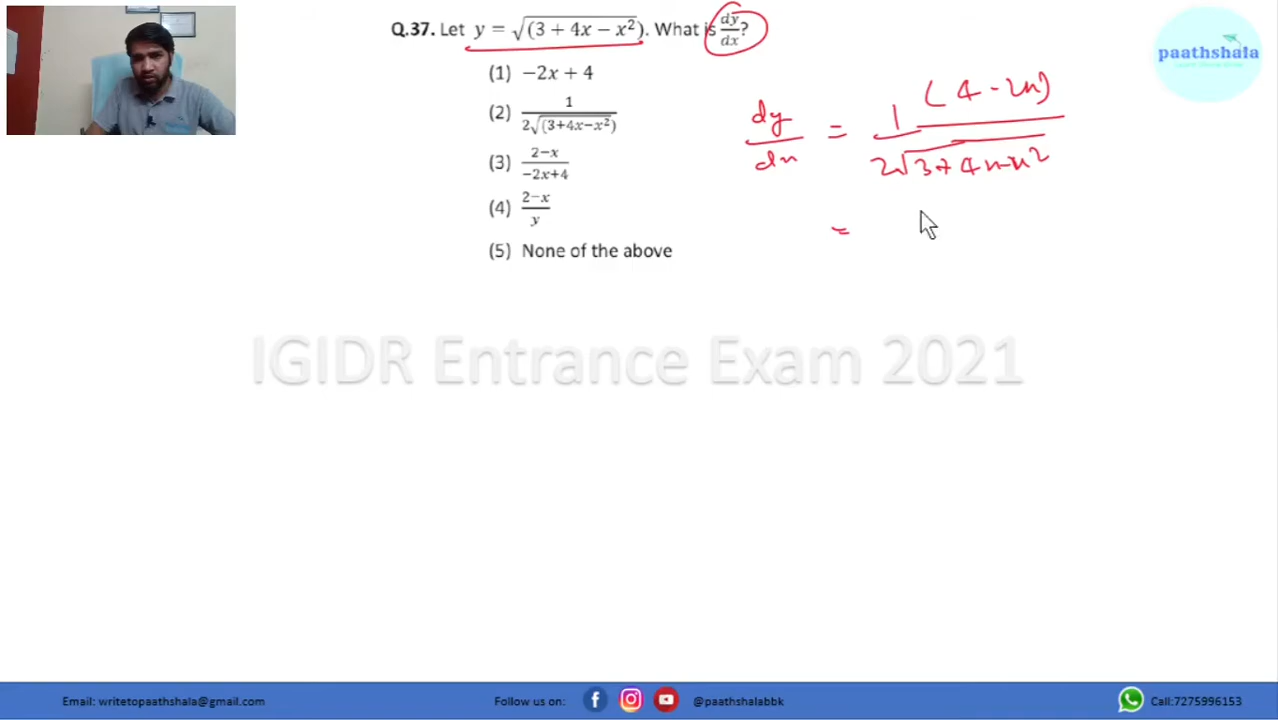 Q.37. Let y = √(3 + 4x − x²). What is dy/dx?
(1) −2x + 4
(2) 1/2√(3+4x−x²)
(3) 2−x/−2x+4
(4) 2−x/y
(5) None of the above
dy/dx = 1(4-2x)/2√3+4x-x²
=
paathshala
IGIDR Entrance Exam 2021
Email: writetopaathshala@gmail.com
Follow us on:
@paathshalabbk
Call:7275996153